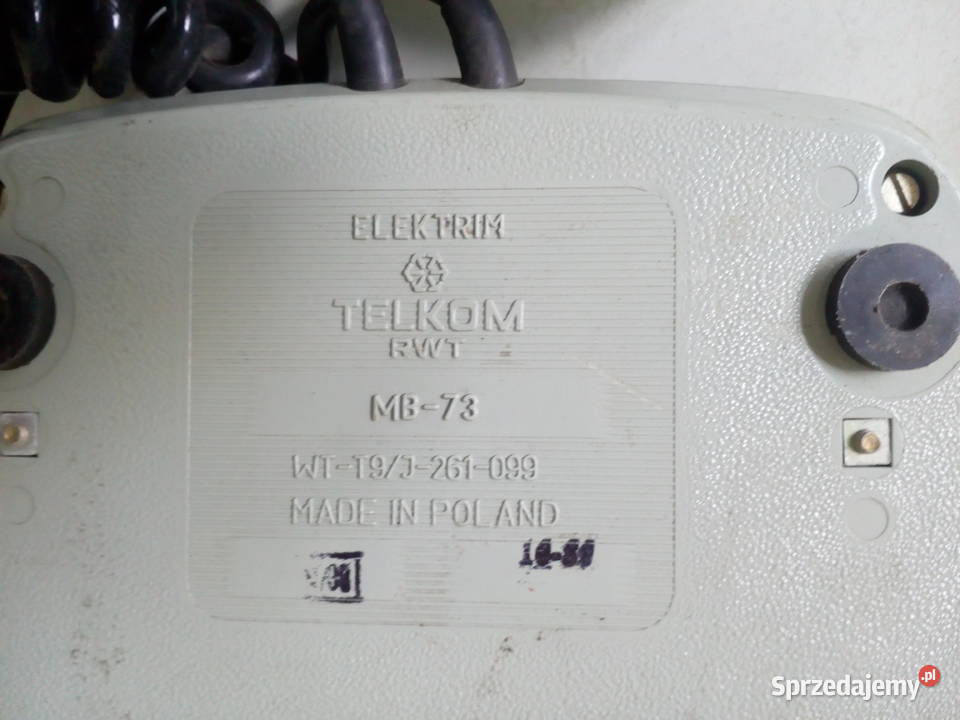 ELEKTRIM
TELKOM
RWT
MB-73
WT-T9/J-261-099
MADE IN POLAND
Sprzedajemy.pl